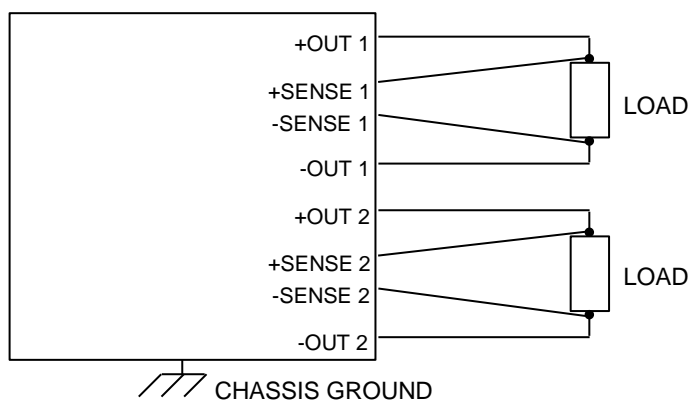 +OUT 1
+SENSE 1
-SENSE 1
LOAD
-OUT 1
+OUT 2
+SENSE 2
-SENSE 2
LOAD
-OUT 2
CHASSIS GROUND